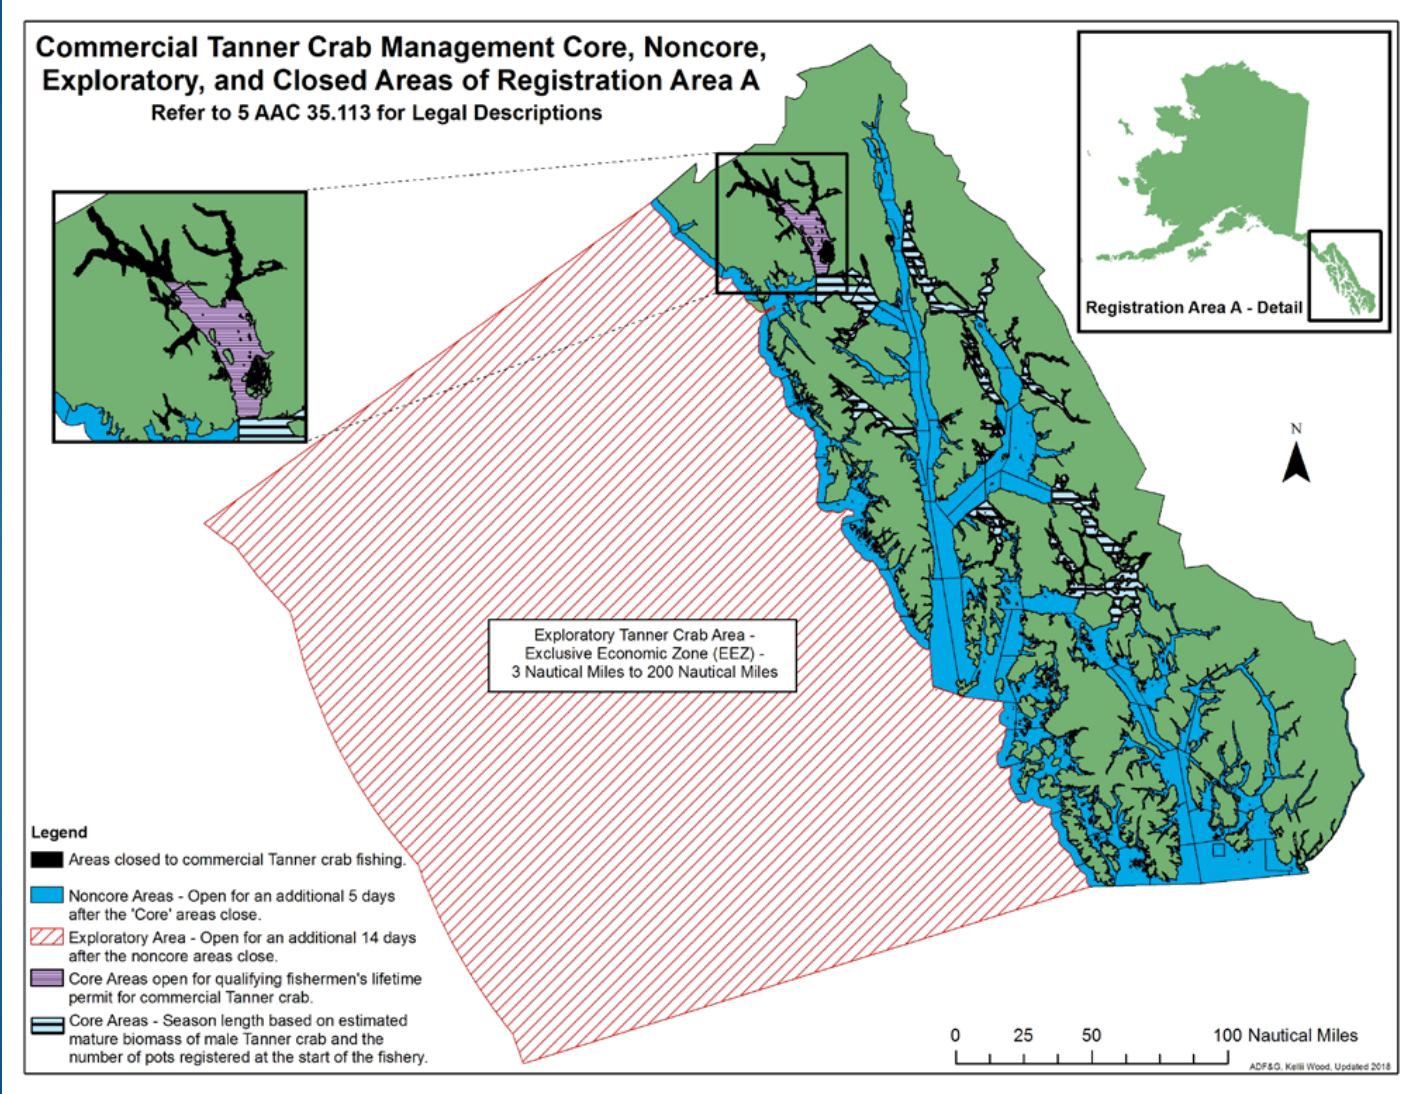 Commercial Tanner Crab Management Core, Noncore,
Exploratory, and Closed Areas of Registration Area A
Refer to 5 AAC 35.113 for Legal Descriptions
Registration Area A - Detail
N
Exploratory Tanner Crab Area -
Exclusive Economic Zone (EEZ) -
3 Nautical Miles to 200 Nautical Miles
Legend
Areas closed to commercial Tanner crab fishing.
Noncore Areas - Open for an additional 5 days
after the 'Core' areas close.
Exploratory Area - Open for an additional 14 days
after the noncore areas close.
Core Areas open for qualifying fishermen's lifetime
permit for commercial Tanner crab.
Core Areas - Season length based on estimated
mature biomass of male Tanner crab and the
number of pots registered at the start of the fishery.
0 25 50 100 Nautical Miles
ADF&G, Kellii Wood, Updated 2018